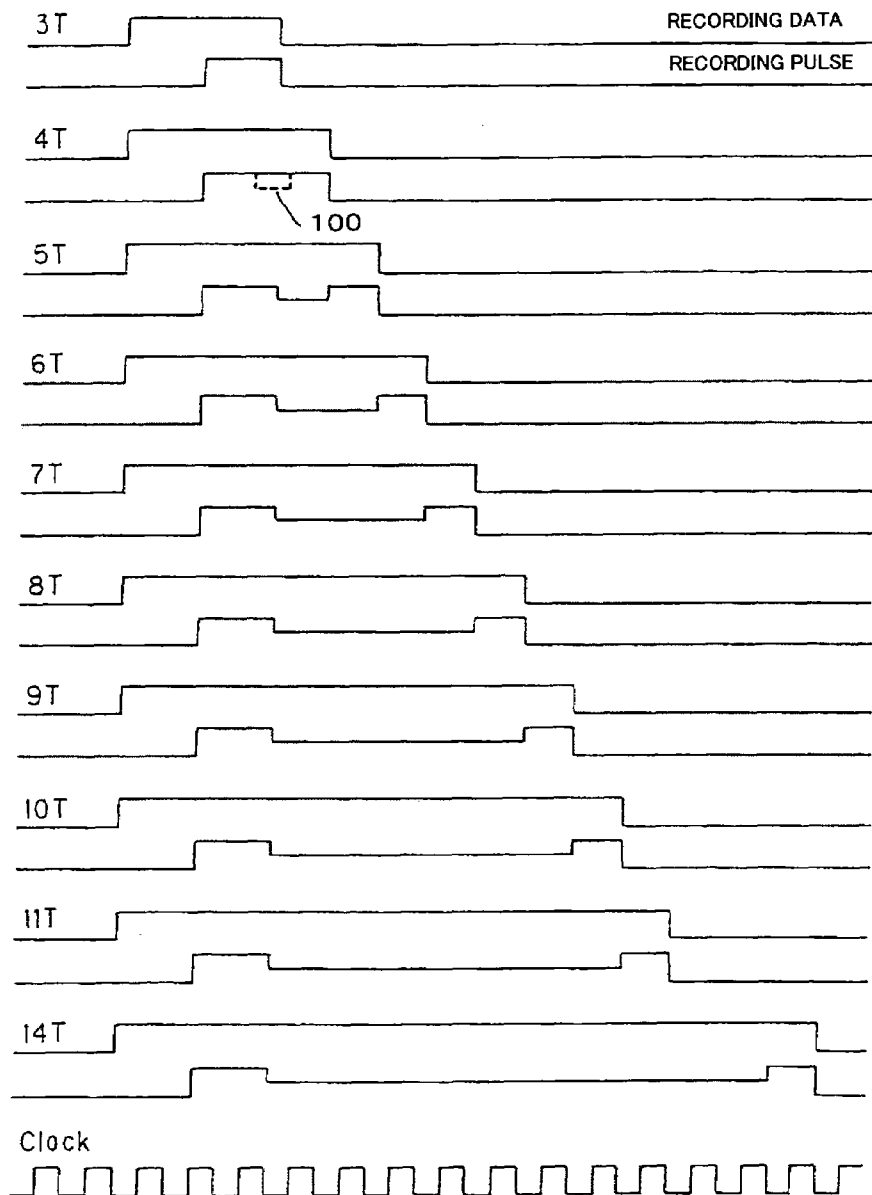 3T
RECORDING DATA
RECORDING PULSE
4T
100
5T
6T
7T
8T
9T
10T
11T
14T
Clock